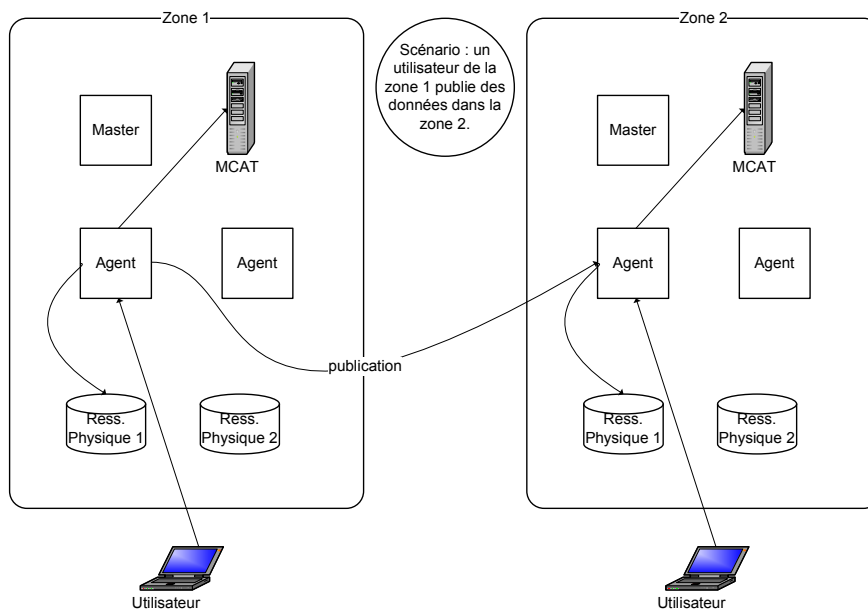 Zone 1
Zone 2
Scénario : un
utilisateur de la
zone 1 publie des
données dans la
zone 2.
Master
MCAT
Master
MCAT
Agent
Agent
Agent
Agent
publication
Ress.
Physique 1
Ress.
Physique 2
Ress.
Physique 1
Ress.
Physique 2
Utilisateur
Utilisateur